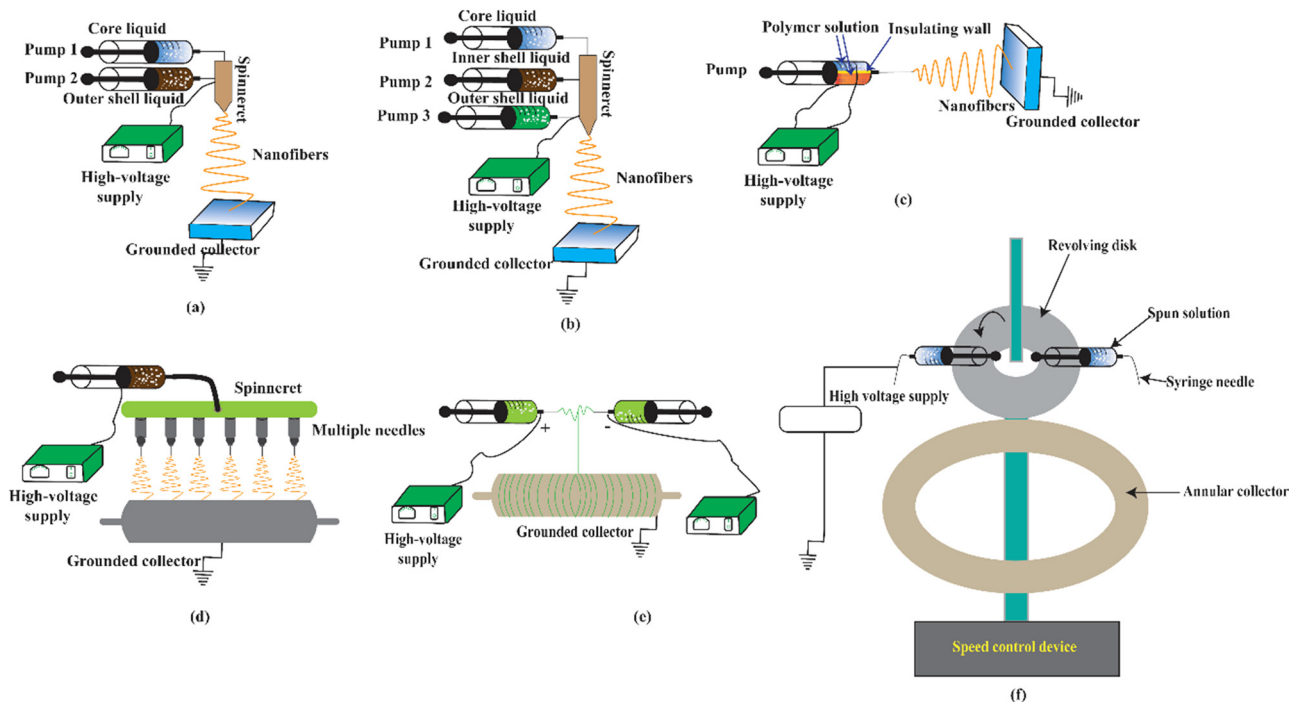 Core liquid
Pump 1
Pump 2
Outer shell liquid
Spinneret
Nanofibers
High-voltage
supply
Grounded collector
(a)
Core liquid
Pump 1
Inner shell liquid
Pump 2
Outer shell liquid
Pump 3
Spinneret
Nanofibers
High-voltage
supply
Grounded collector
(b)
Polymer solution
Insulating wall
Pump
Nanofibers
Grounded collector
High-voltage
supply
(c)
Spinneret
Multiple needles
High-voltage
supply
Grounded collector
(d)
+
-
Grounded collector
High-voltage
supply
(e)
Revolving disk
Spun solution
High voltage supply
Syringe needle
Annular collector
Speed control device
(f)